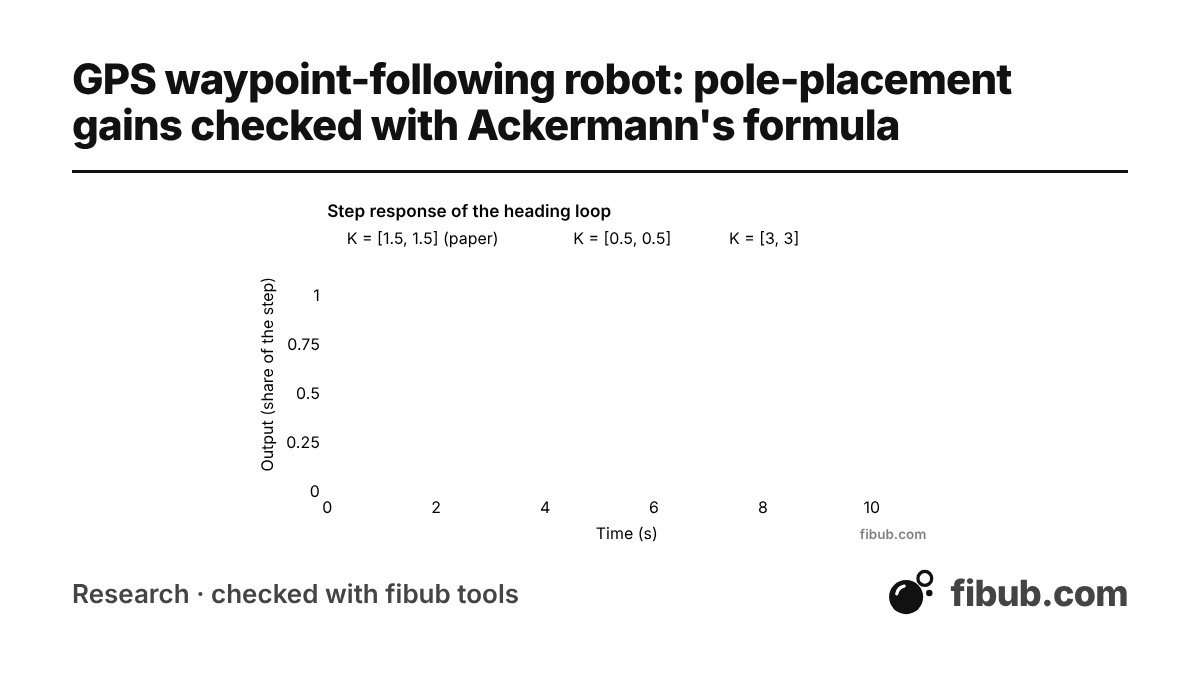 GPS waypoint-following robot: pole-placement
gains checked with Ackermann's formula
Step response of the heading loop
K = [1.5, 1.5] (paper)
K = [0.5, 0.5]
K = [3, 3]
Output (share of the step)
1
0.75
0.5
0.25
0
0
2
4
6
8
10
Time (s)
fibub.com
Research · checked with fibub tools
fibub.com